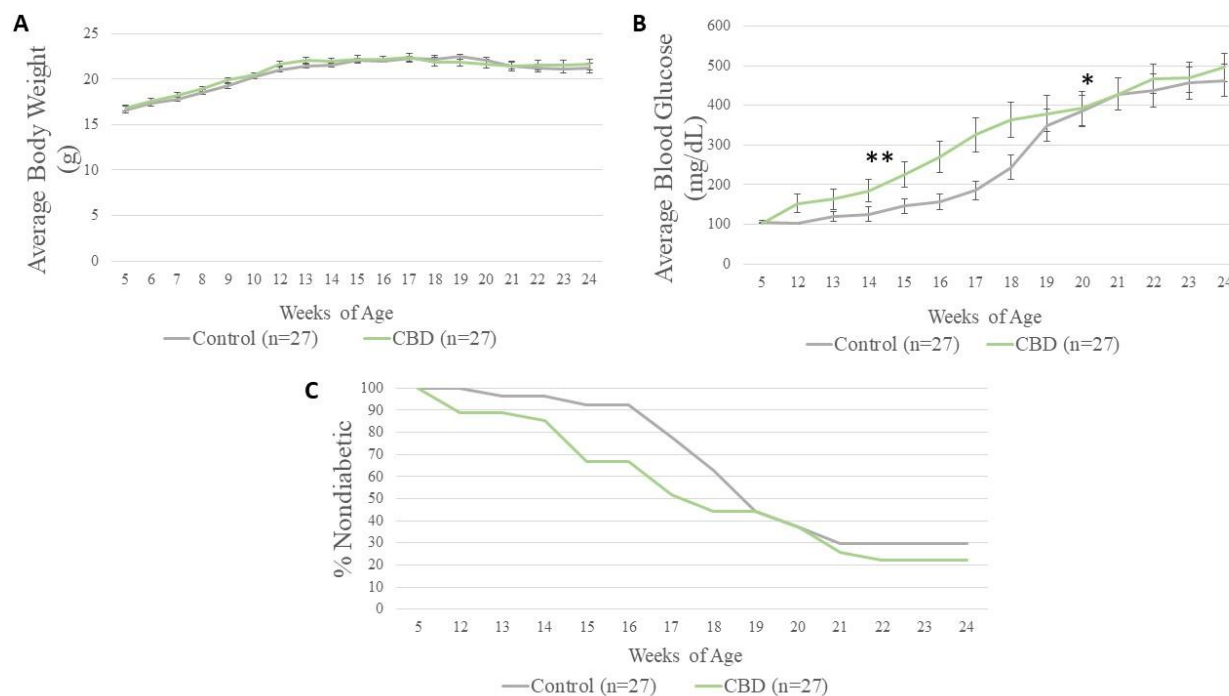 A
25
20
15
10
5
0
Average Body Weight
(g)
5 6 7 8 9 10 12 13 14 15 16 17 18 19 20 21 22 23 24
Weeks of Age
Control (n=27) CBD (n=27)
B
600
500
400
300
200
100
0
Average Blood Glucose
(mg/dL)
**
*
5 12 13 14 15 16 17 18 19 20 21 22 23 24
Weeks of Age
Control (n=27) CBD (n=27)
C
100
90
80
70
60
50
40
30
20
10
0
% Nondiabetic
5 12 13 14 15 16 17 18 19 20 21 22 23 24
Weeks of Age
Control (n=27) CBD (n=27)